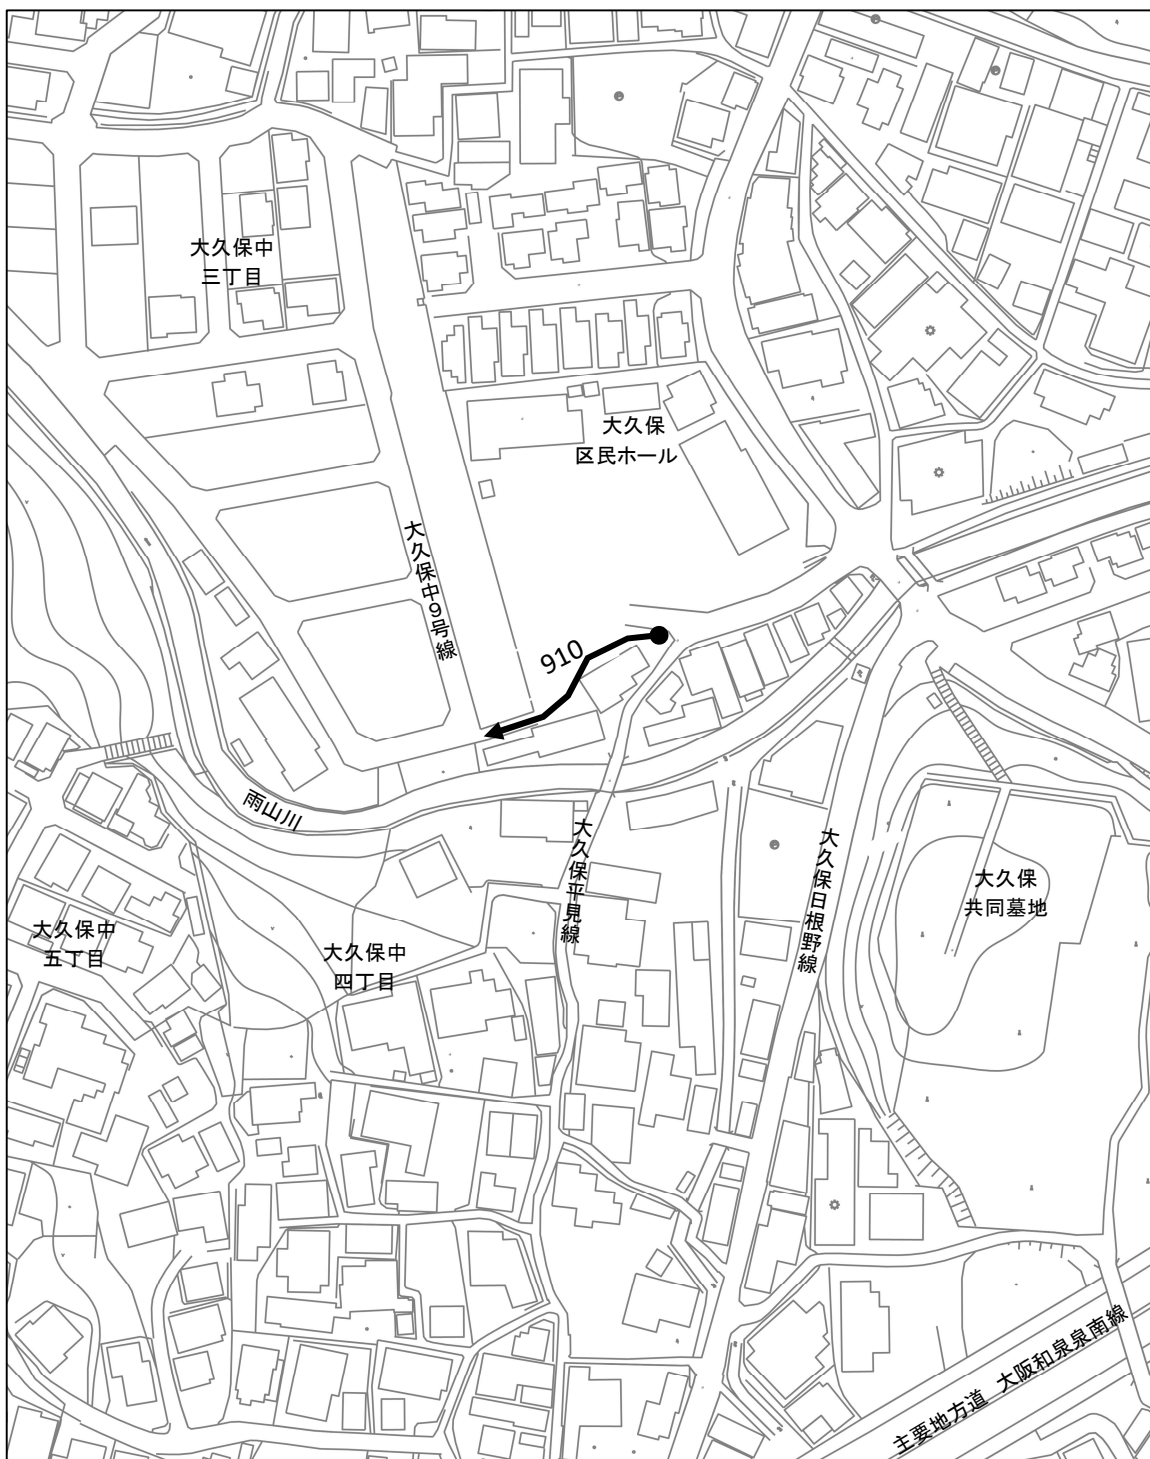 大久保中
三丁目
大久保
区民ホール
大久保中9号線
910
雨山川
大久保平見線
大久保日根野線
大久保
共同墓地
大久保中
五丁目
大久保中
四丁目
主要地方道 大阪和泉泉南線